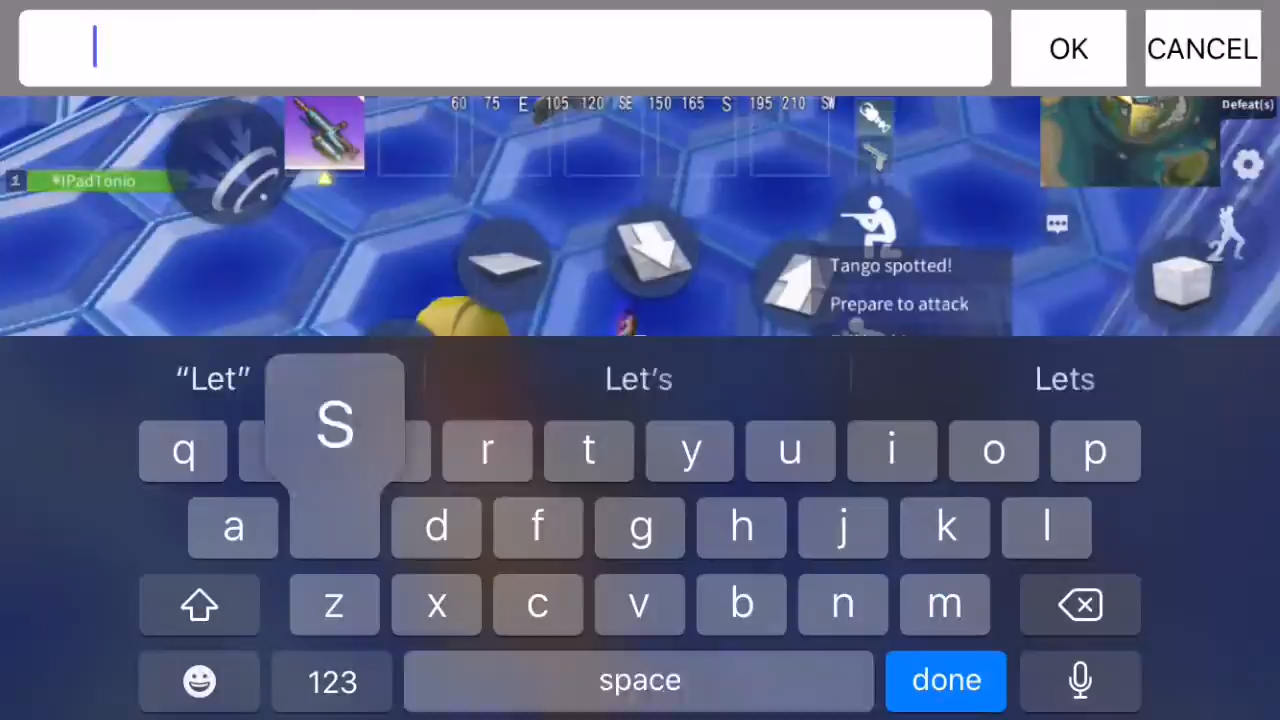 OK
CANCEL
60 75 E 105 120 SE 150 165 S 195 210 SW
Defeat(s)
1 *IPadTonio
Tango spotted!
Prepare to attack
“Let” Let’s Lets
S
q r t y u i o p
a d f g h j k l
z x c v b n m
123 space done